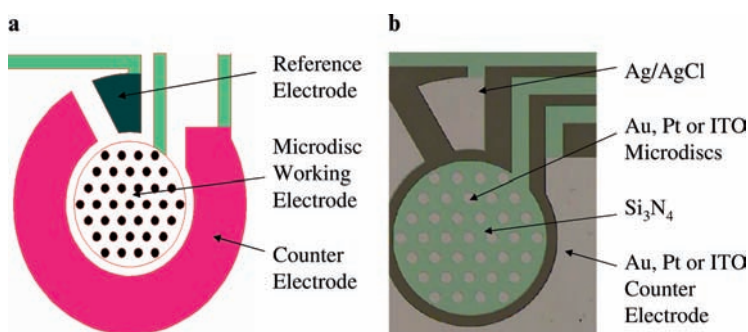 a
Reference
Electrode
Microdisc
Working
Electrode
Counter
Electrode
b
Ag/AgCl
Au, Pt or ITO
Microdiscs
Si₃N₄
Au, Pt or ITO
Counter
Electrode